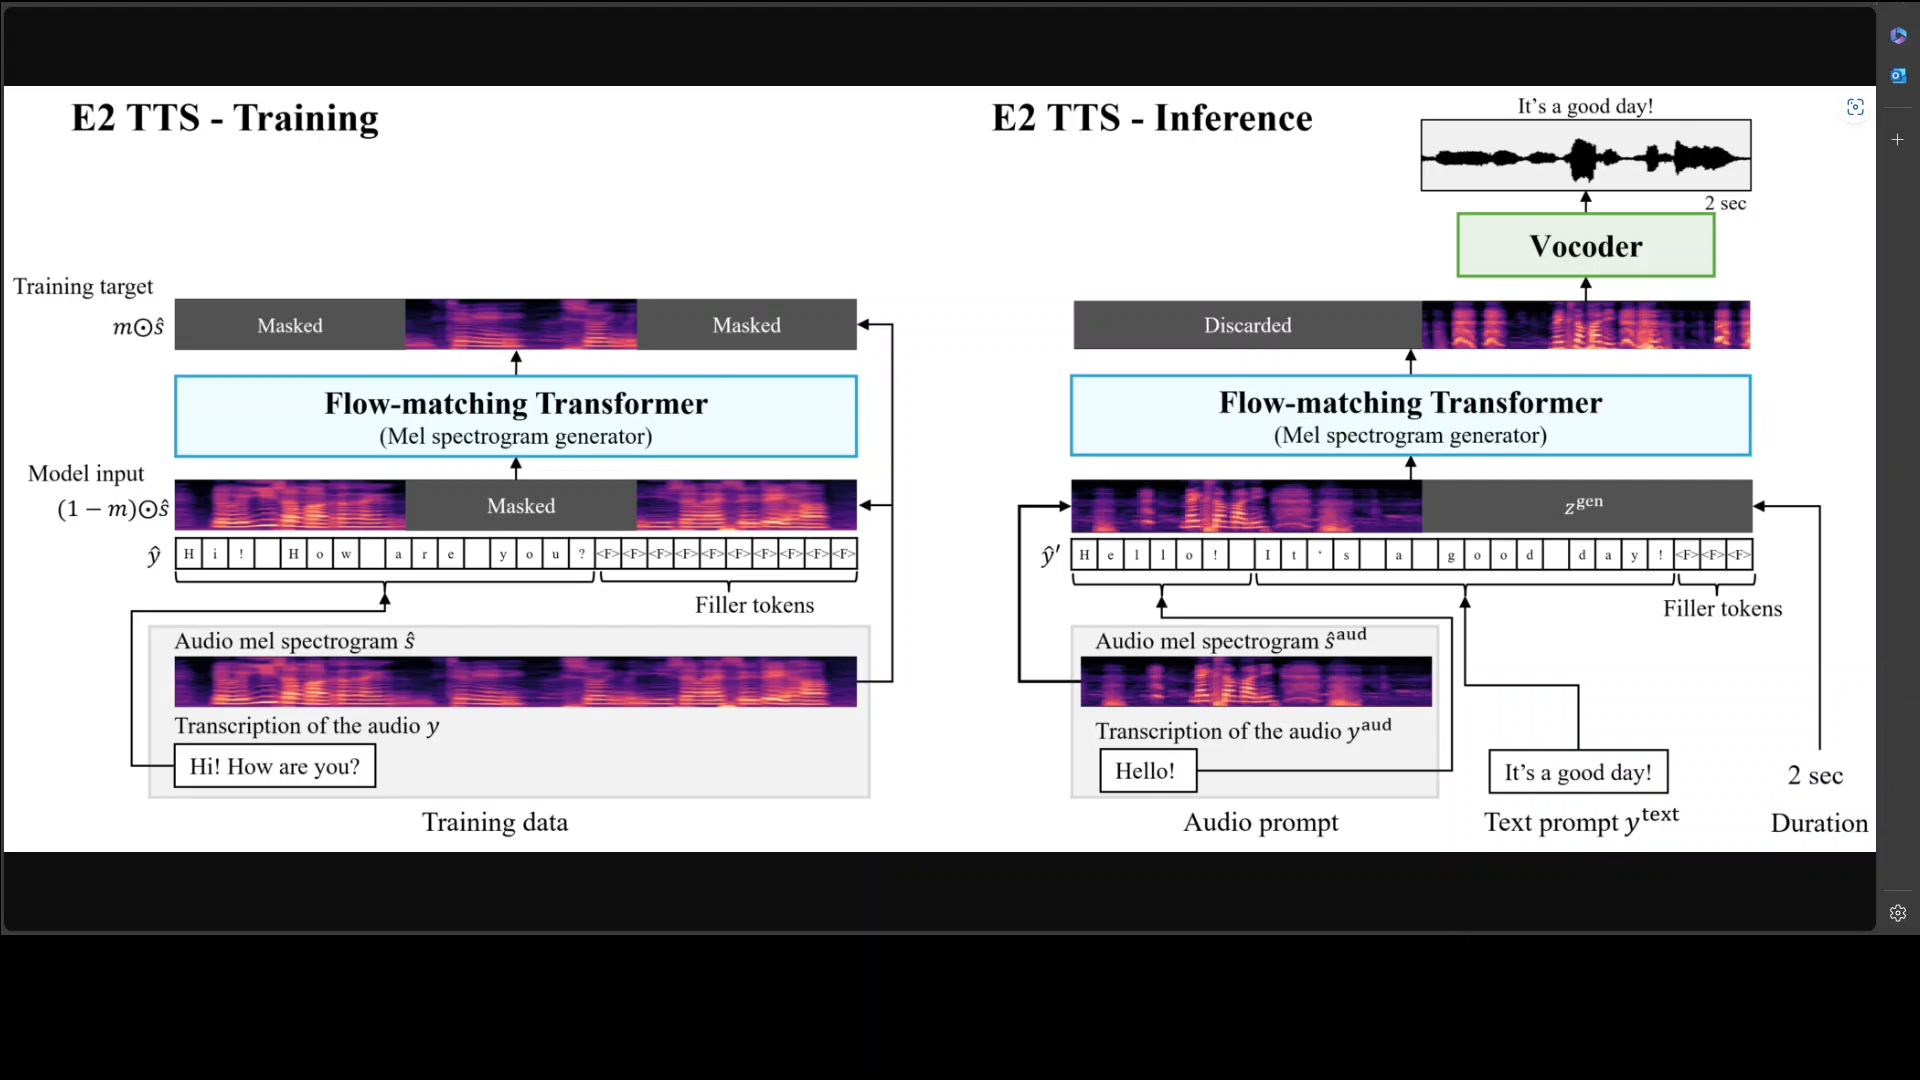 E2 TTS - Training
Training target
m⊙ŝ
Masked
Masked
Flow-matching Transformer
(Mel spectrogram generator)
Model input
(1 − m)⊙ŝ
Masked
ŷ
H i ! H o w a r e y o u ? <F> <F> <F> <F> <F> <F> <F> <F> <F> <F>
Filler tokens
Audio mel spectrogram ŝ
Transcription of the audio y
Hi! How are you?
Training data
E2 TTS - Inference
It's a good day!
2 sec
Vocoder
Discarded
Flow-matching Transformer
(Mel spectrogram generator)
z^gen
ŷ′
H e l l o ! I t ‘ s a g o o d d a y ! <F> <F> <F>
Filler tokens
Audio mel spectrogram ŝ^aud
Transcription of the audio y^aud
Hello!
Audio prompt
It's a good day!
Text prompt y^text
2 sec
Duration